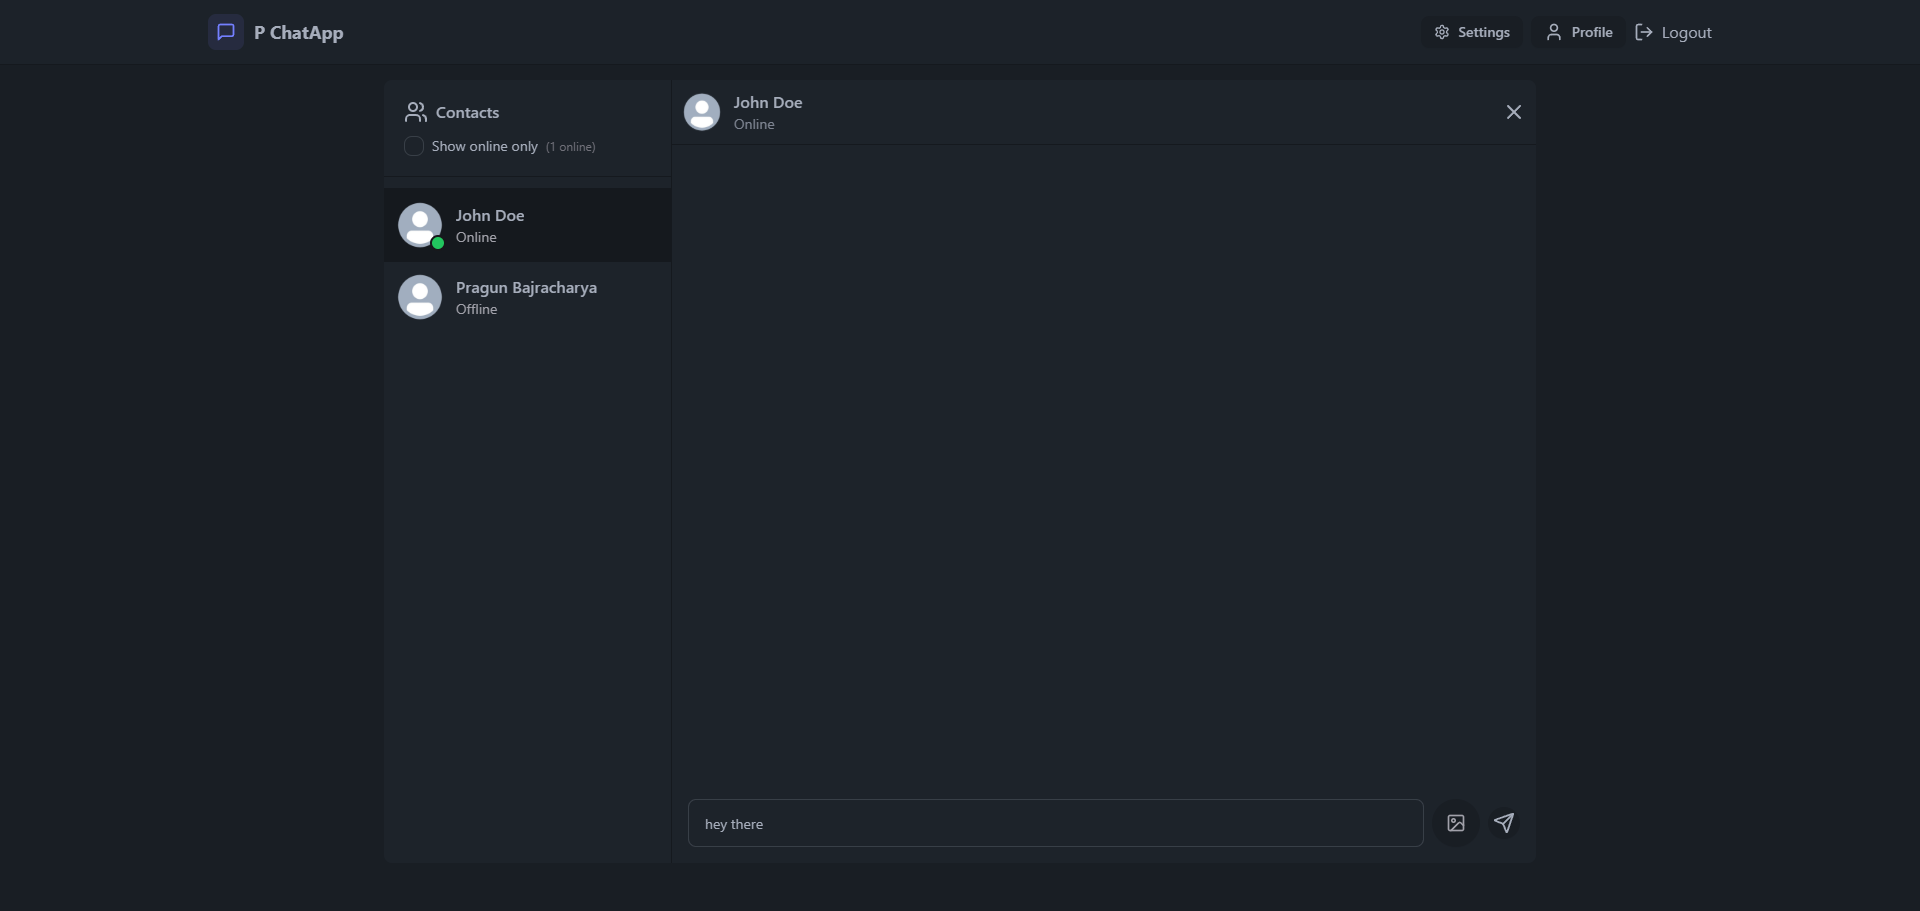 P ChatApp
Settings
Profile
Logout
Contacts
Show online only (1 online)
John Doe
Online
Pragun Bajracharya
Offline
John Doe
Online
hey there